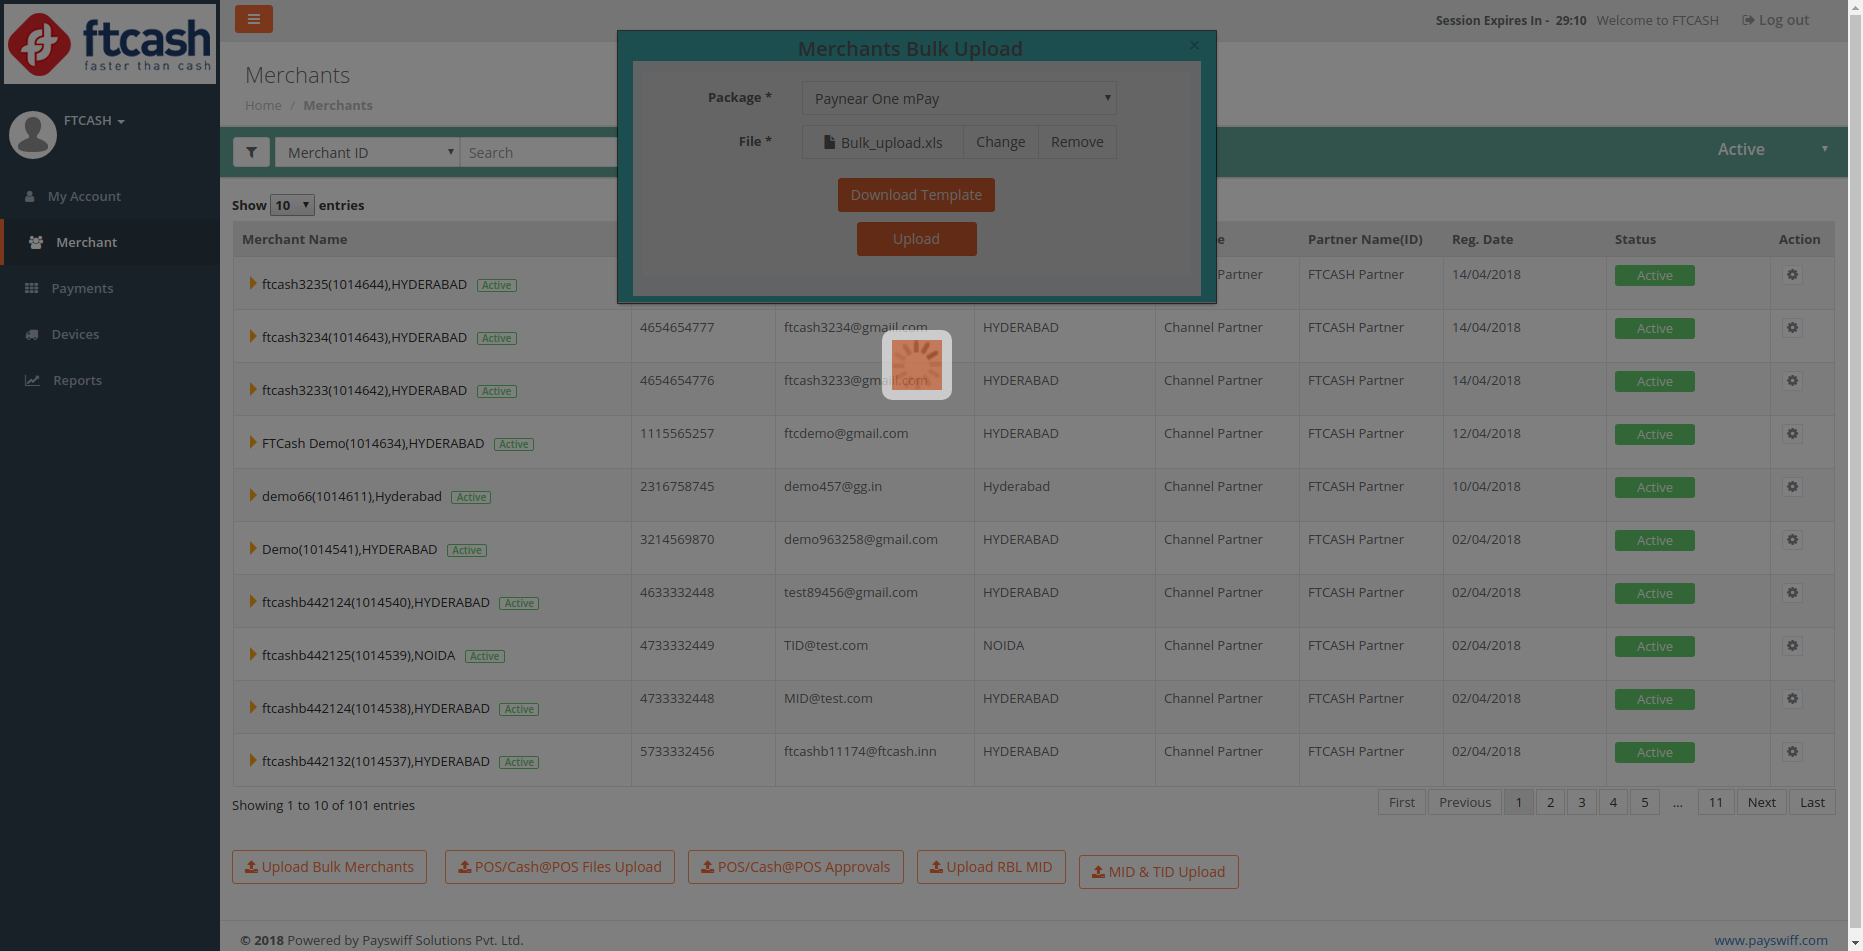 ftcash
faster than cash
FTCASH
My Account
Merchant
Payments
Devices
Reports
Session Expires In - 29:10 Welcome to FTCASH Log out
Merchants
Home / Merchants
Merchant ID Search Active
Merchants Bulk Upload ×
Package * Paynear One mPay
File * Bulk_upload.xls Change Remove
Download Template
Upload
Show 10 entries
Merchant Name Partner Name(ID) Reg. Date Status Action
ftcash3235(1014644),HYDERABAD Active Partner FTCASH Partner 14/04/2018 Active
ftcash3234(1014643),HYDERABAD Active 4654654777 ftcash3234@gmaiil.com HYDERABAD Channel Partner FTCASH Partner 14/04/2018 Active
ftcash3233(1014642),HYDERABAD Active 4654654776 HYDERABAD Channel Partner FTCASH Partner 14/04/2018 Active
FTCash Demo(1014634),HYDERABAD Active 1115565257 ftcdemo@gmail.com HYDERABAD Channel Partner FTCASH Partner 12/04/2018 Active
demo66(1014611),Hyderabad Active 2316758745 demo457@gg.in Hyderabad Channel Partner FTCASH Partner 10/04/2018 Active
Demo(1014541),HYDERABAD Active 3214569870 demo963258@gmail.com HYDERABAD Channel Partner FTCASH Partner 02/04/2018 Active
ftcashb442124(1014540),HYDERABAD Active 4633332448 test89456@gmail.com HYDERABAD Channel Partner FTCASH Partner 02/04/2018 Active
ftcashb442125(1014539),NOIDA Active 4733332449 TID@test.com NOIDA Channel Partner FTCASH Partner 02/04/2018 Active
ftcashb442124(1014538),HYDERABAD Active 4733332448 MID@test.com HYDERABAD Channel Partner FTCASH Partner 02/04/2018 Active
ftcashb442132(1014537),HYDERABAD Active 5733332456 ftcashb11174@ftcash.inn HYDERABAD Channel Partner FTCASH Partner 02/04/2018 Active
Showing 1 to 10 of 101 entries First Previous 1 2 3 4 5 ... 11 Next Last
Upload Bulk Merchants POS/Cash@POS Files Upload POS/Cash@POS Approvals Upload RBL MID MID & TID Upload
© 2018 Powered by Payswiff Solutions Pvt. Ltd. www.payswiff.com